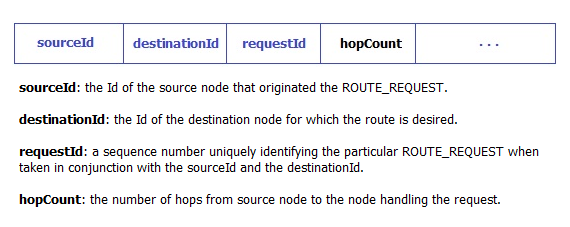 sourceId destinationId requestId hopCount . . .
sourceId: the Id of the source node that originated the ROUTE_REQUEST.
destinationId: the Id of the destination node for which the route is desired.
requestId: a sequence number uniquely identifying the particular ROUTE_REQUEST when
taken in conjunction with the sourceId and the destinationId.
hopCount: the number of hops from source node to the node handling the request.